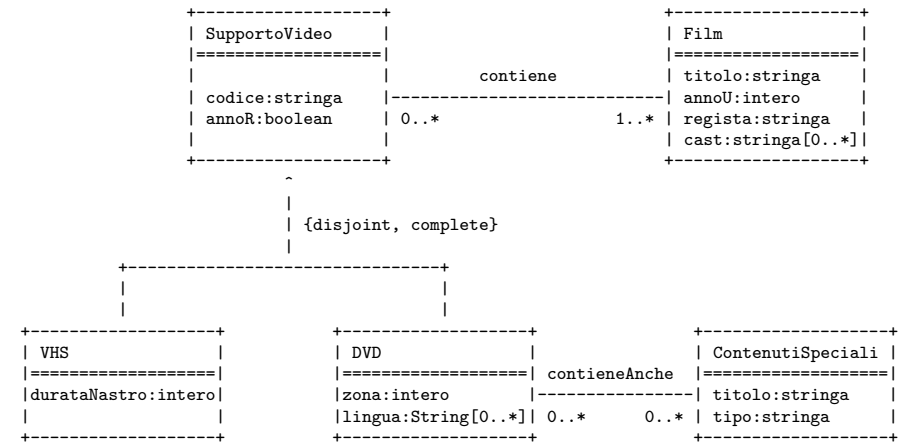 SupportoVideo
codice:stringa
annoR:boolean
contiene
0..* 1..*
Film
titolo:stringa
annoU:intero
regista:stringa
cast:stringa[0..*]
{disjoint, complete}
VHS
durataNastro:intero
DVD
zona:intero
lingua:String[0..*]
contieneAnche
0..* 0..*
ContenutiSpeciali
titolo:stringa
tipo:stringa